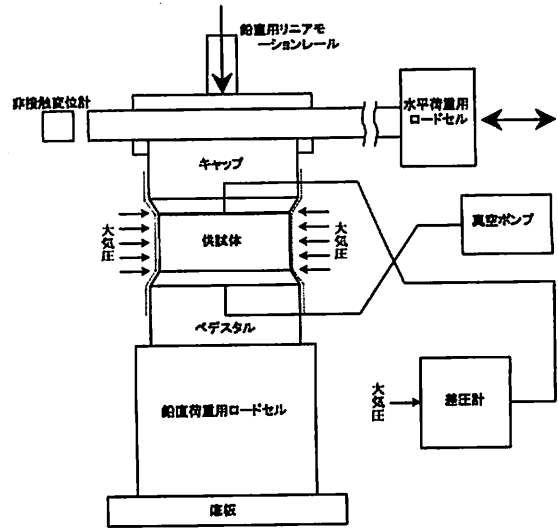 鉛直用リニアモ
ーションレール
非接触変位計
水平荷重用
ロードセル
キャップ
真空ポンプ
大気圧
供試体
大気圧
ペデスタル
大気圧
差圧計
鉛直荷重用ロードセル
底板